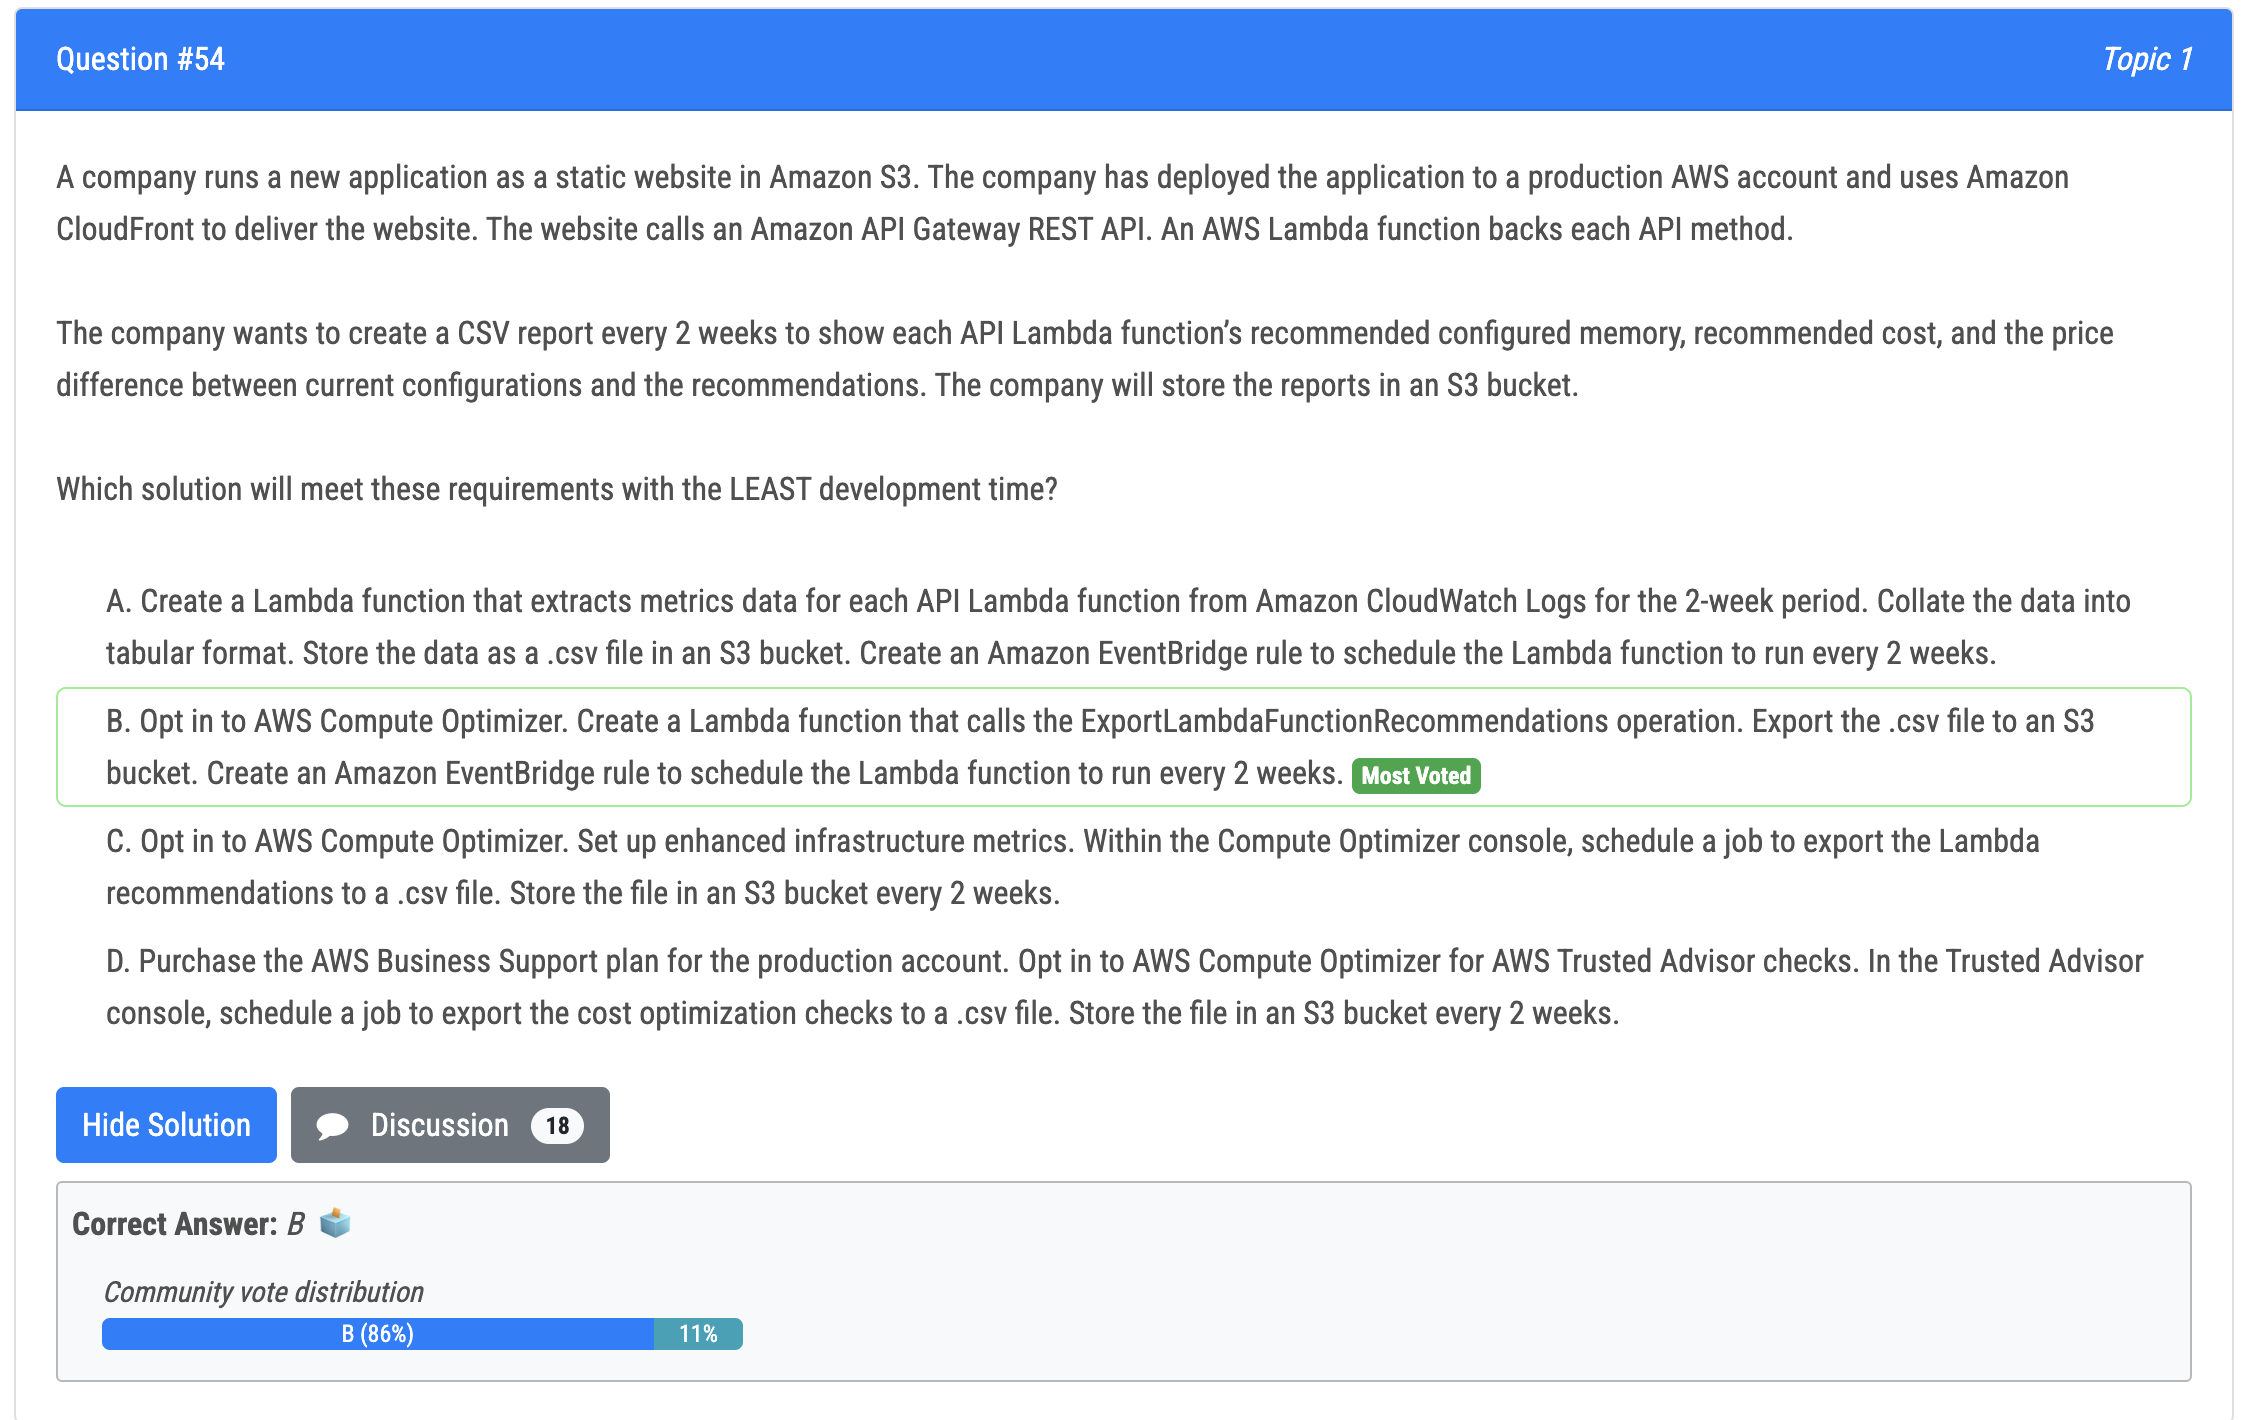 Question #54
Topic 1
A company runs a new application as a static website in Amazon S3. The company has deployed the application to a production AWS account and uses Amazon
CloudFront to deliver the website. The website calls an Amazon API Gateway REST API. An AWS Lambda function backs each API method.
The company wants to create a CSV report every 2 weeks to show each API Lambda function’s recommended configured memory, recommended cost, and the price
difference between current configurations and the recommendations. The company will store the reports in an S3 bucket.
Which solution will meet these requirements with the LEAST development time?
A. Create a Lambda function that extracts metrics data for each API Lambda function from Amazon CloudWatch Logs for the 2-week period. Collate the data into
tabular format. Store the data as a .csv file in an S3 bucket. Create an Amazon EventBridge rule to schedule the Lambda function to run every 2 weeks.
B. Opt in to AWS Compute Optimizer. Create a Lambda function that calls the ExportLambdaFunctionRecommendations operation. Export the .csv file to an S3
bucket. Create an Amazon EventBridge rule to schedule the Lambda function to run every 2 weeks. Most Voted
C. Opt in to AWS Compute Optimizer. Set up enhanced infrastructure metrics. Within the Compute Optimizer console, schedule a job to export the Lambda
recommendations to a .csv file. Store the file in an S3 bucket every 2 weeks.
D. Purchase the AWS Business Support plan for the production account. Opt in to AWS Compute Optimizer for AWS Trusted Advisor checks. In the Trusted Advisor
console, schedule a job to export the cost optimization checks to a .csv file. Store the file in an S3 bucket every 2 weeks.
Hide Solution
Discussion 18
Correct Answer: B
Community vote distribution
B (86%) 11%